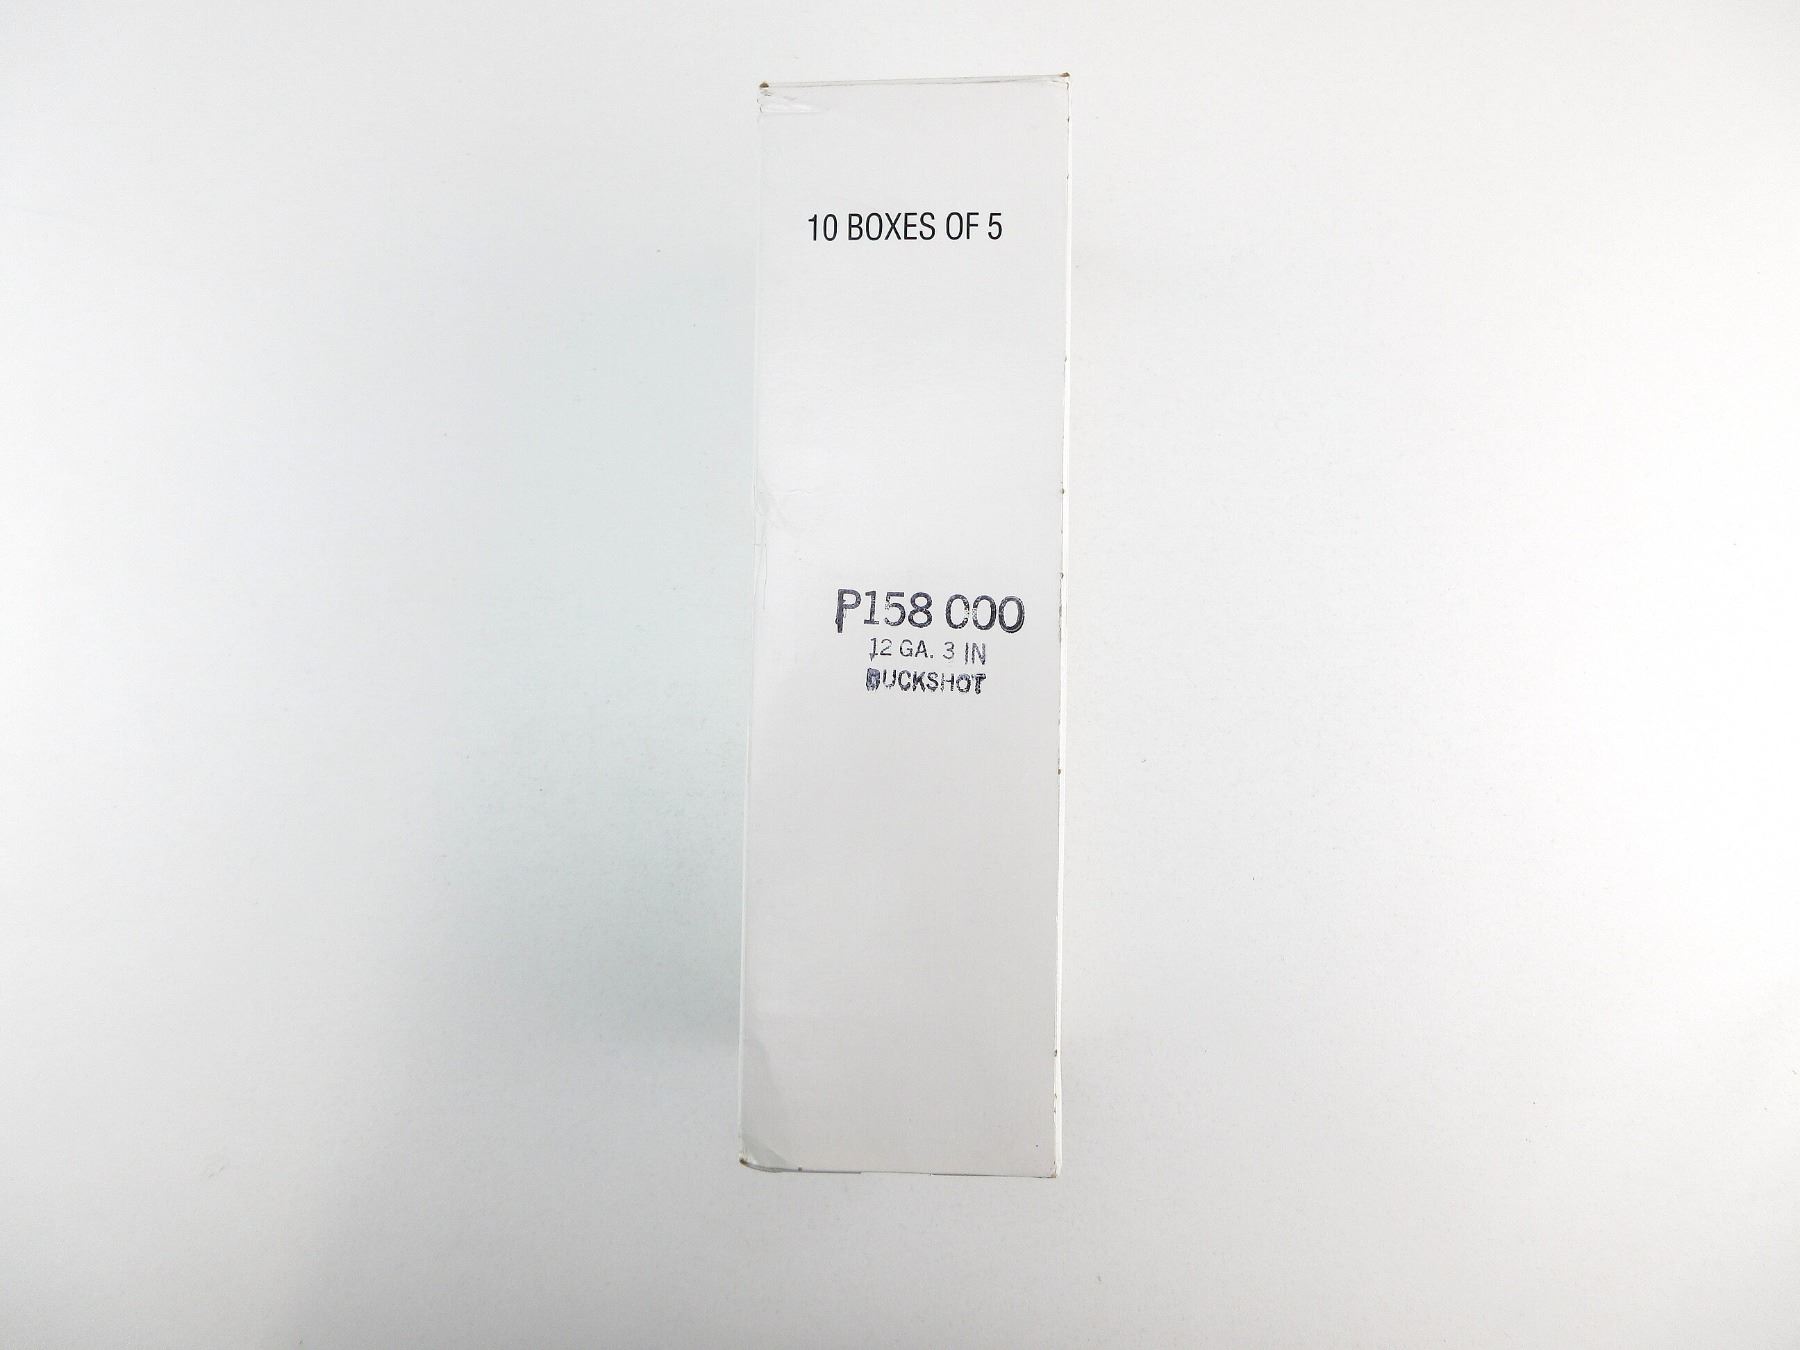 10 BOXES OF 5
P158 000
12 GA. 3 IN
BUCKSHOT